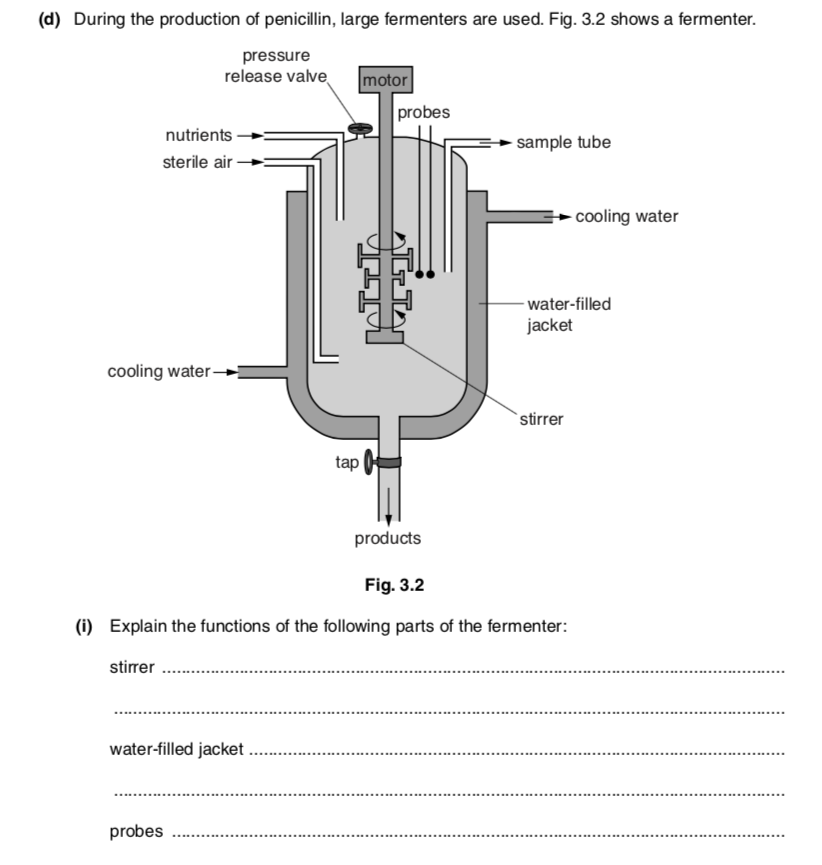 (d) During the production of penicillin, large fermenters are used. Fig. 3.2 shows a fermenter.
pressure
release valve
motor
probes
nutrients
sample tube
sterile air
cooling water
water-filled
jacket
cooling water
stirrer
tap
products
Fig. 3.2
(i) Explain the functions of the following parts of the fermenter:
stirrer ................................................................
................................................................
water-filled jacket ................................................................
................................................................
probes ................................................................